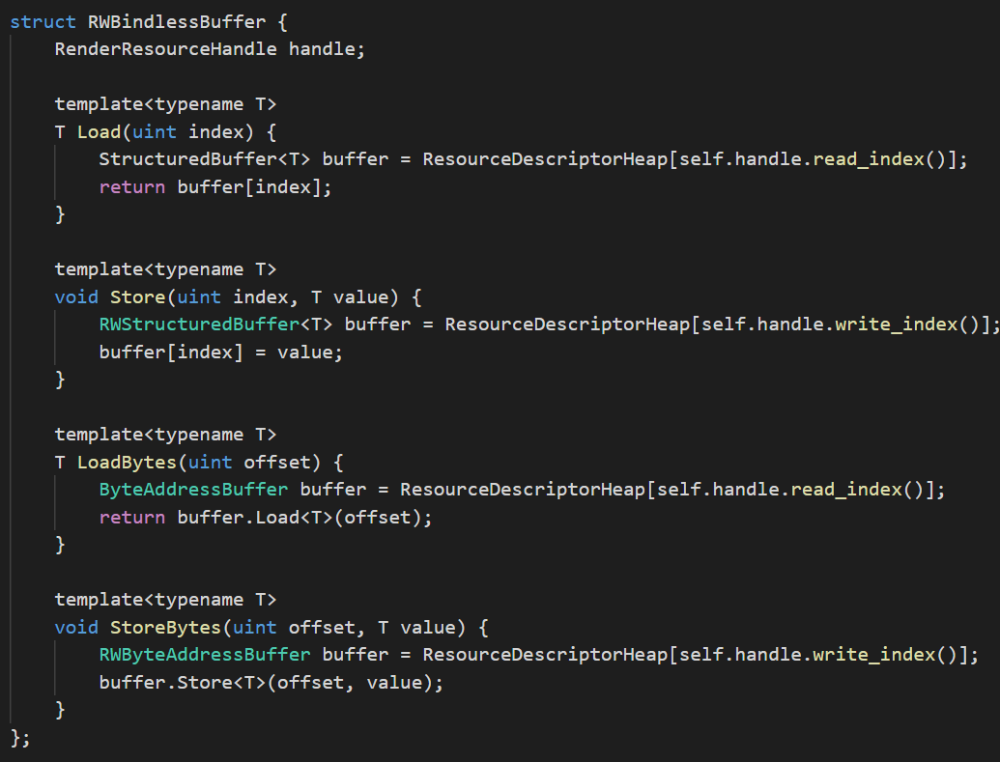 struct RWBindlessBuffer {
    RenderResourceHandle handle;

    template<typename T>
    T Load(uint index) {
        StructuredBuffer<T> buffer = ResourceDescriptorHeap[self.handle.read_index()];
        return buffer[index];
    }

    template<typename T>
    void Store(uint index, T value) {
        RWStructuredBuffer<T> buffer = ResourceDescriptorHeap[self.handle.write_index()];
        buffer[index] = value;
    }

    template<typename T>
    T LoadBytes(uint offset) {
        ByteAddressBuffer buffer = ResourceDescriptorHeap[self.handle.read_index()];
        return buffer.Load<T>(offset);
    }

    template<typename T>
    void StoreBytes(uint offset, T value) {
        RWByteAddressBuffer buffer = ResourceDescriptorHeap[self.handle.write_index()];
        buffer.Store<T>(offset, value);
    }
};